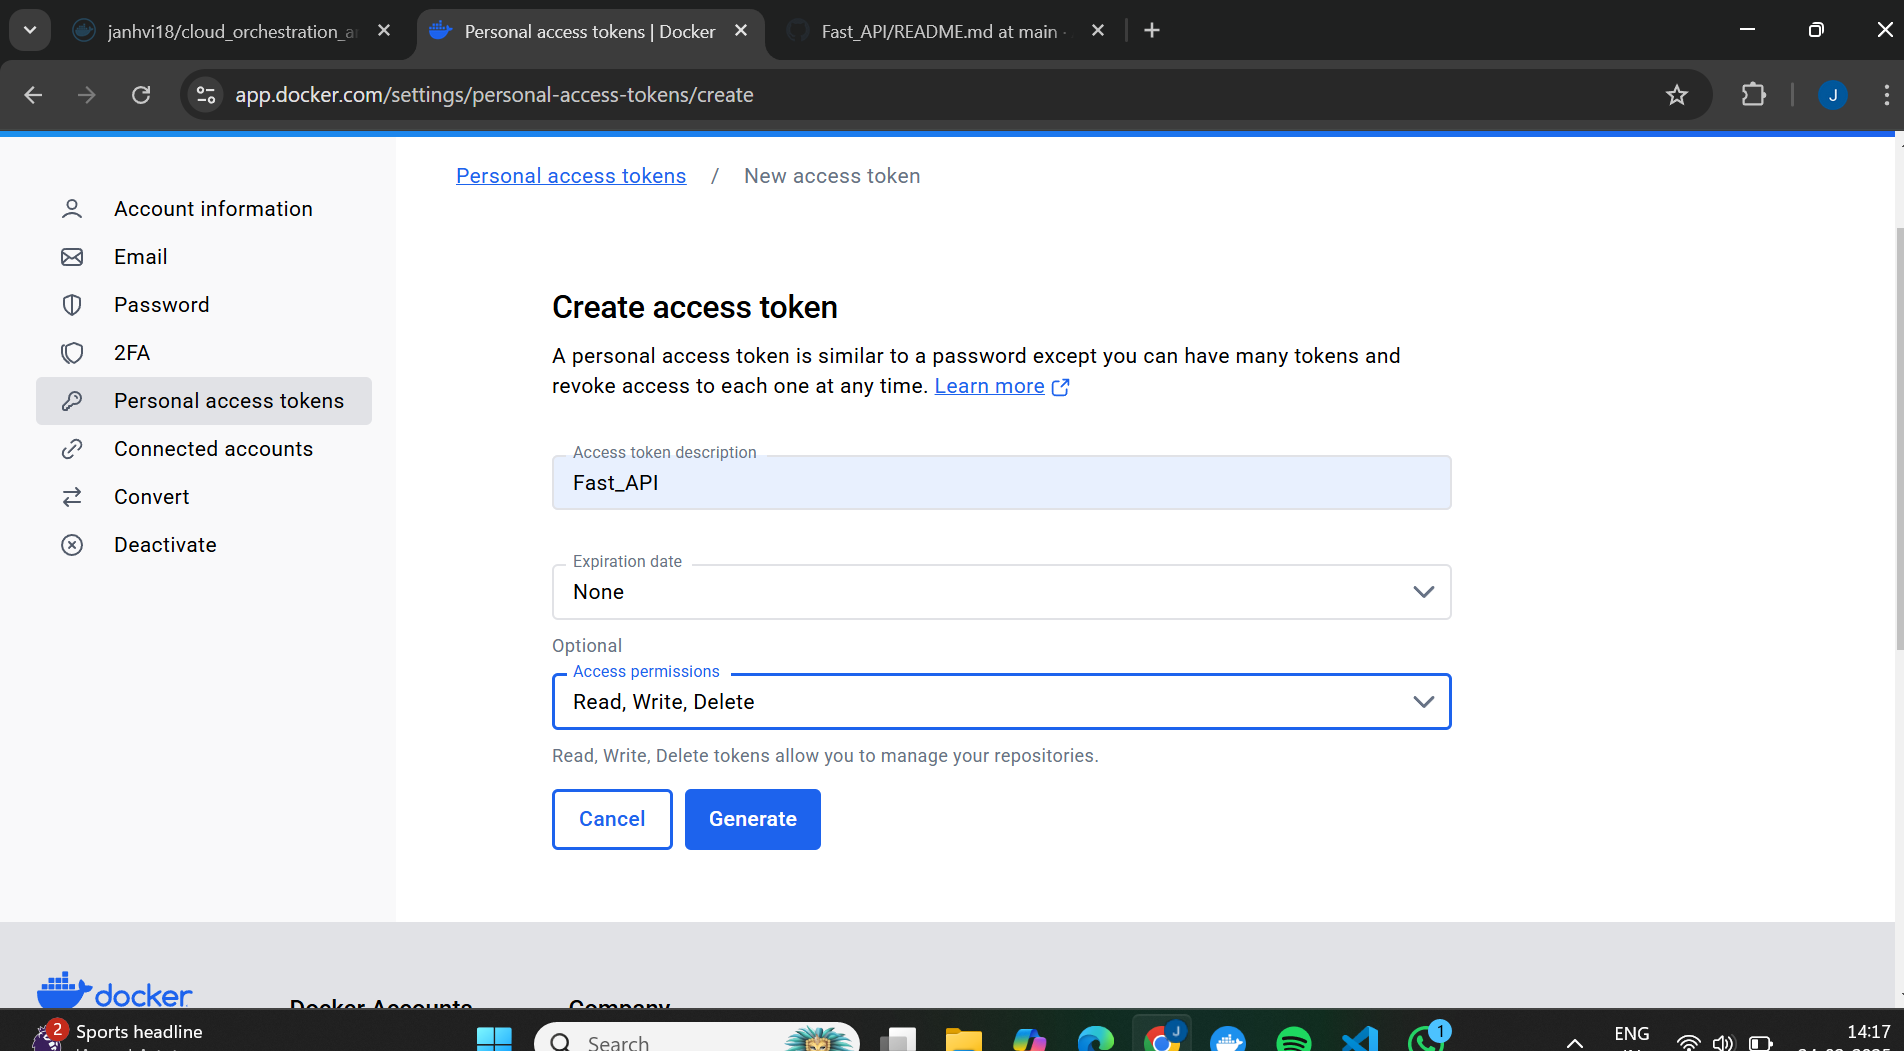 janhvi18/cloud_orchestration_a
Personal access tokens | Docker
Fast_API/README.md at main ·
app.docker.com/settings/personal-access-tokens/create
J
Personal access tokens / New access token
Account information
Email
Password
2FA
Personal access tokens
Connected accounts
Convert
Deactivate
Create access token
A personal access token is similar to a password except you can have many tokens and
revoke access to each one at any time. Learn more
Access token description
Fast_API
Expiration date
None
Optional
Access permissions
Read, Write, Delete
Read, Write, Delete tokens allow you to manage your repositories.
Cancel
Generate
docker
Docker Accounts
Company
2
Sports headline
Search
J
1
ENG
14:17